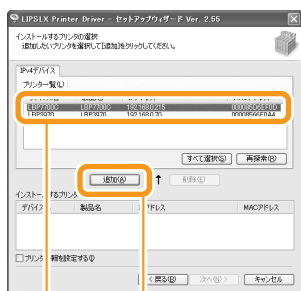 LIPSLX Printer Driver - セットアップウィザード Ver. 2.55
インストールするプリンタの選択
追加したいプリンタを選択して[追加]をクリックしてください。
IPv4デバイス
プリンター覧(L):
LBP7700C LBP7700C 192.168.0.215 000085D6EF0D
LBP3970 LBP3970 192.168.0.70 00008566F0A4
すべて選択(S) 再探索(R)
追加(A) 削除(E)
インストールするプリンタ
デバイス名 製品名 アドレス MACアドレス
プリンタ 報を設定する(I)
< 戻る(B) 次へ(N) > キャンセル